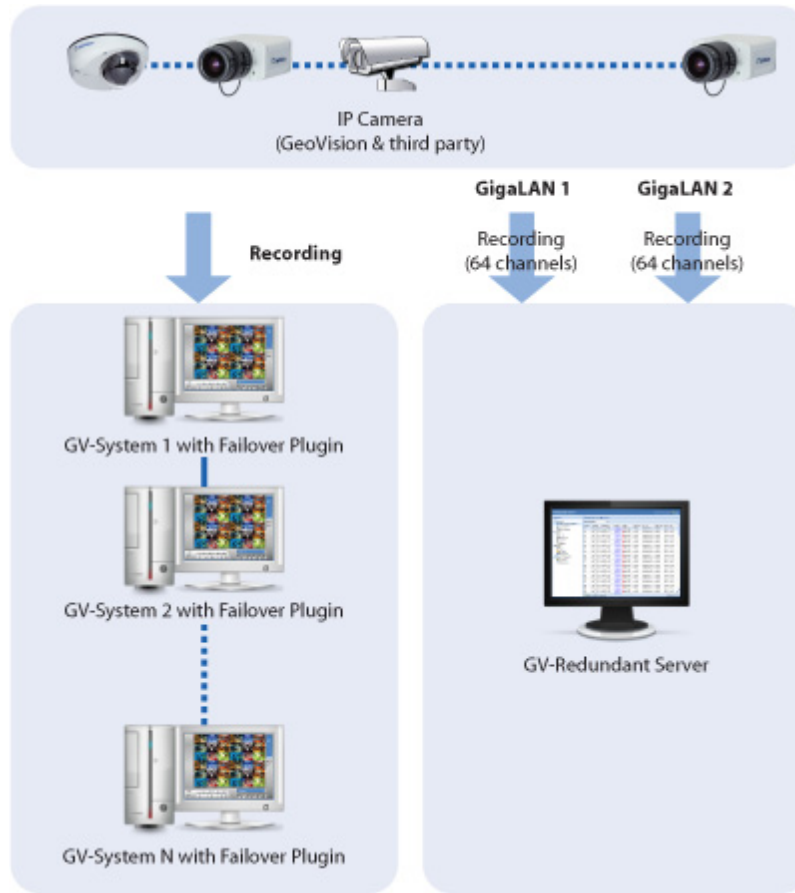 IP Camera
(GeoVision & third party)
GigaLAN 1
GigaLAN 2
Recording
Recording
(64 channels)
Recording
(64 channels)
GV-System 1 with Failover Plugin
GV-System 2 with Failover Plugin
GV-System N with Failover Plugin
GV-Redundant Server